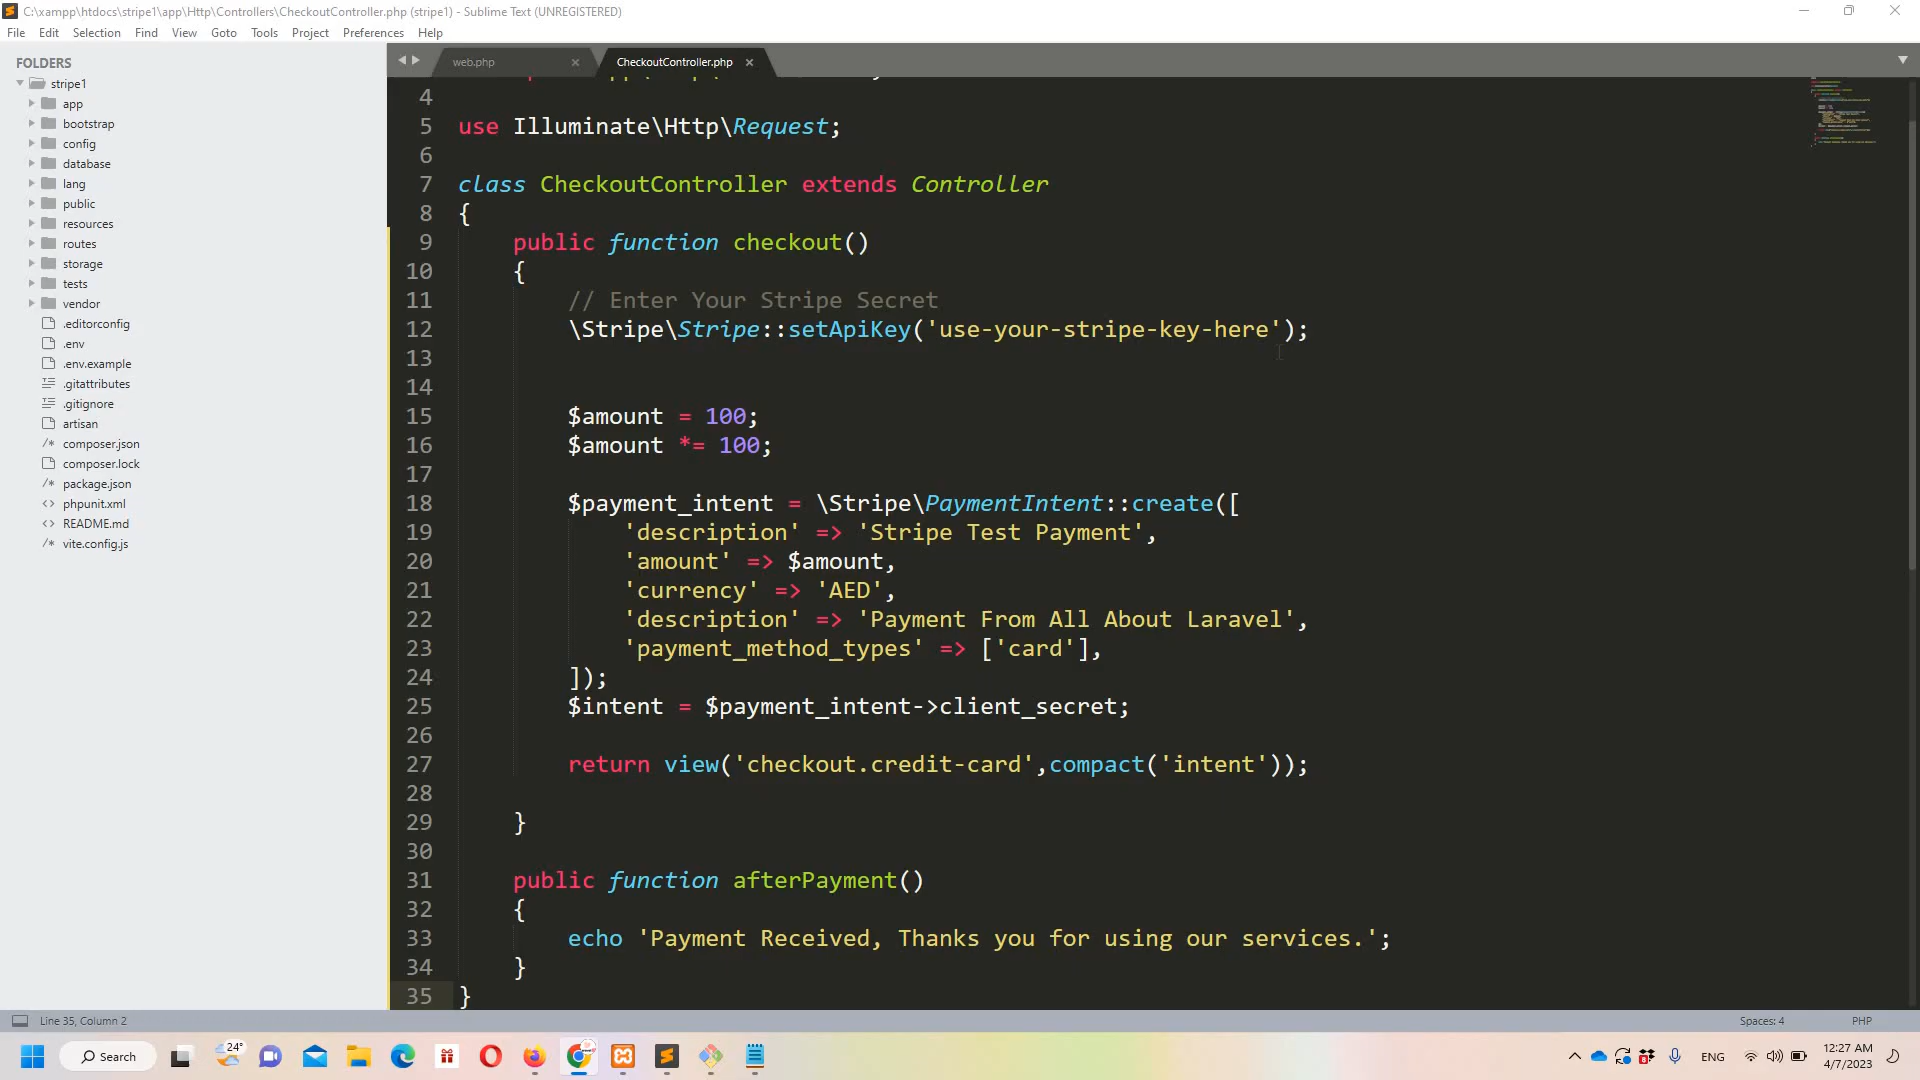 C:\xampp\htdocs\stripe1\app\Http\Controllers\CheckoutController.php (stripe1) - Sublime Text (UNREGISTERED)
File Edit Selection Find View Goto Tools Project Preferences Help
FOLDERS
stripe1
app
bootstrap
config
database
lang
public
resources
routes
storage
tests
vendor
.editorconfig
.env
.env.example
.gitattributes
.gitignore
artisan
composer.json
composer.lock
package.json
phpunit.xml
README.md
vite.config.js
web.php CheckoutController.php
4
5 use Illuminate\Http\Request;
6
7 class CheckoutController extends Controller
8 {
9 public function checkout()
10 {
11 // Enter Your Stripe Secret
12 \Stripe\Stripe::setApiKey('use-your-stripe-key-here');
13
14
15 $amount = 100;
16 $amount *= 100;
17
18 $payment_intent = \Stripe\PaymentIntent::create([
19 'description' => 'Stripe Test Payment',
20 'amount' => $amount,
21 'currency' => 'AED',
22 'description' => 'Payment From All About Laravel',
23 'payment_method_types' => ['card'],
24 ]);
25 $intent = $payment_intent->client_secret;
26
27 return view('checkout.credit-card',compact('intent'));
28
29 }
30
31 public function afterPayment()
32 {
33 echo 'Payment Received, Thanks you for using our services.';
34 }
35 }
Line 35, Column 2 Spaces: 4 PHP
Search 24° ENG 12:27 AM
4/7/2023